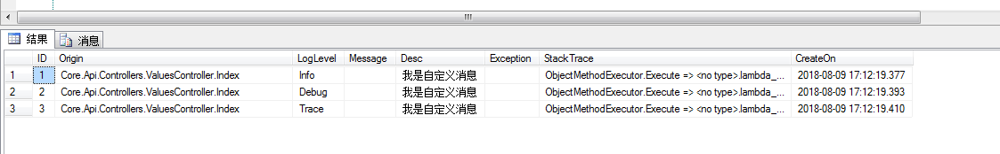 结果 消息
ID Origin LogLevel Message Desc Exception StackTrace CreateOn
1 1 Core.Api.Controllers.ValuesController.Index Info 我是自定义消息 ObjectMethodExecutor.Execute => <no type>.lambda_... 2018-08-09 17:12:19.377
2 2 Core.Api.Controllers.ValuesController.Index Debug 我是自定义消息 ObjectMethodExecutor.Execute => <no type>.lambda_... 2018-08-09 17:12:19.393
3 3 Core.Api.Controllers.ValuesController.Index Trace 我是自定义消息 ObjectMethodExecutor.Execute => <no type>.lambda_... 2018-08-09 17:12:19.410